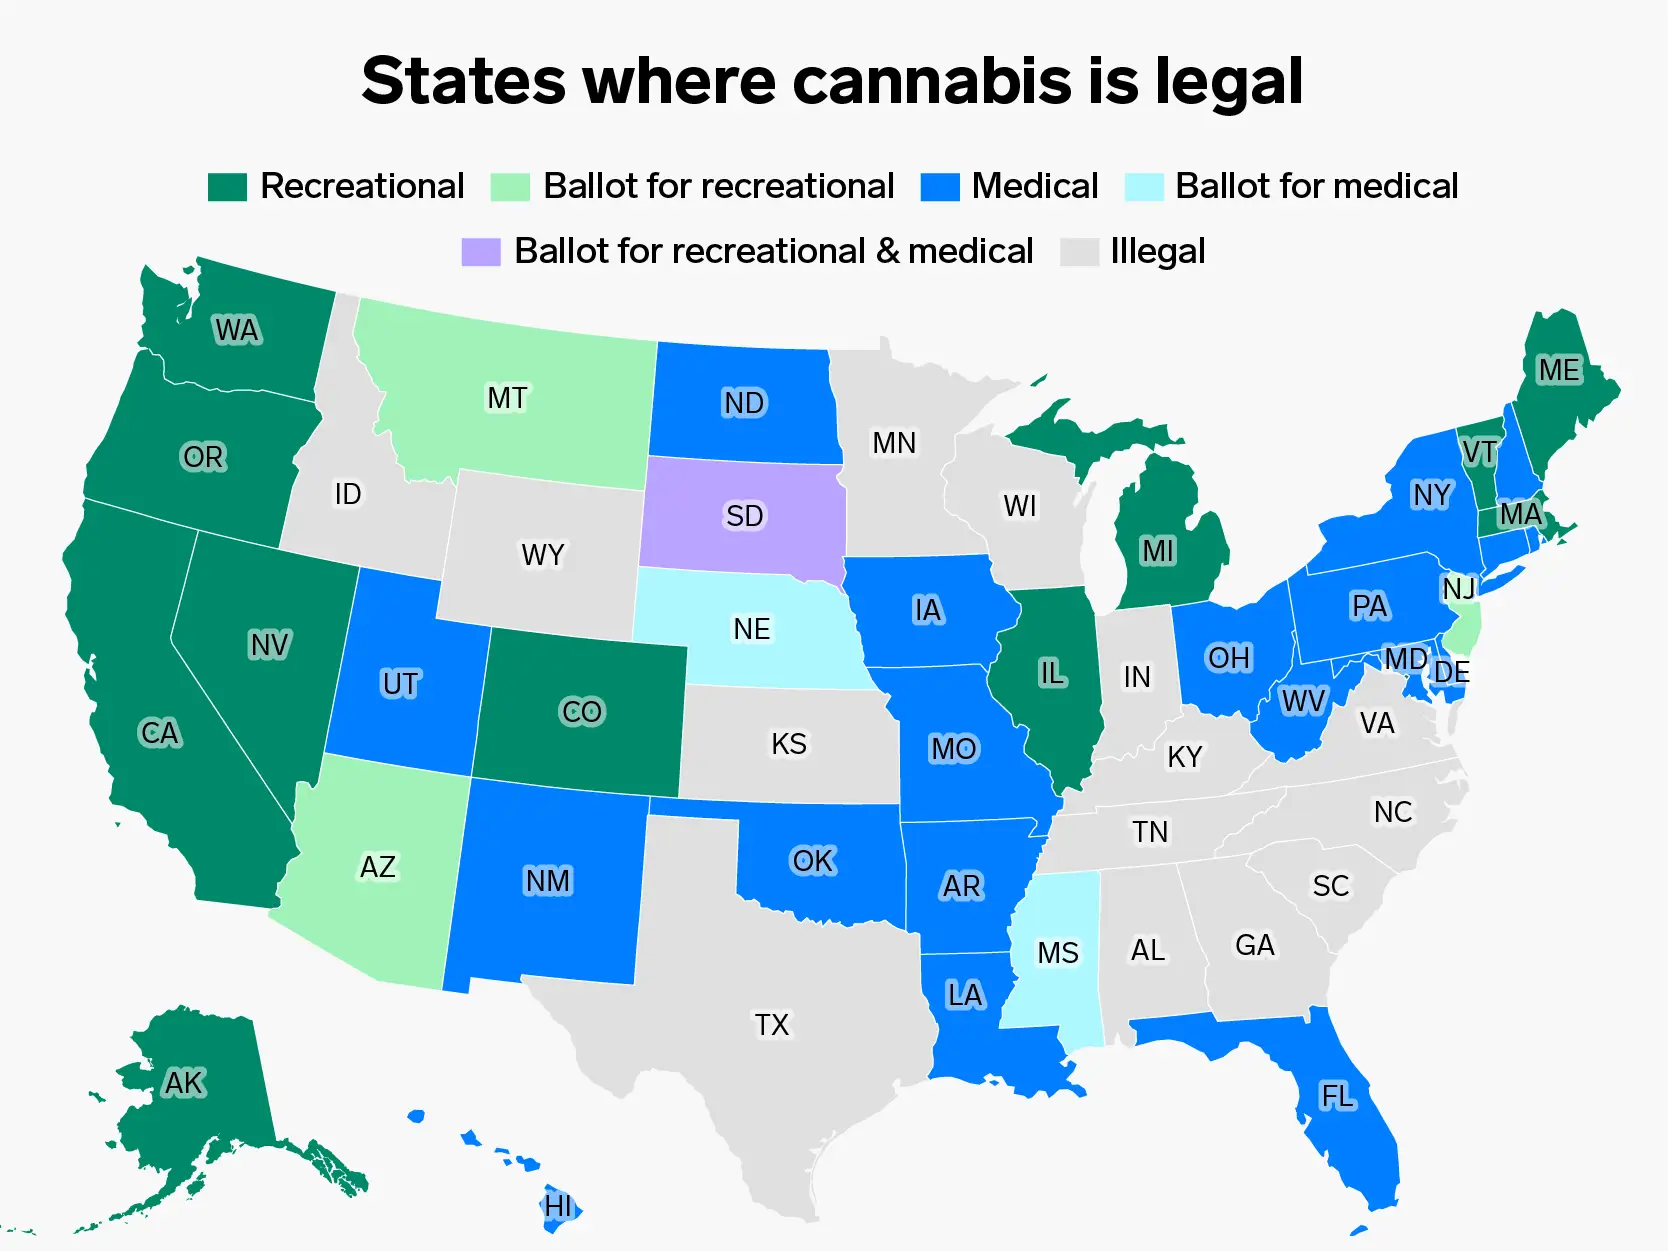 States where cannabis is legal
Recreational Ballot for recreational Medical Ballot for medical
Ballot for recreational & medical Illegal
WA
ME
MT
ND
MN
VT
OR
ID
NY
WI
SD
MA
MI
WY
NJ
PA
IA
NE
NV
OH
MD
DE
IL
IN
UT
WV
CO
VA
CA
KS
MO
KY
NC
TN
OK
AZ
NM
AR
SC
GA
MS
AL
LA
TX
AK
FL
HI